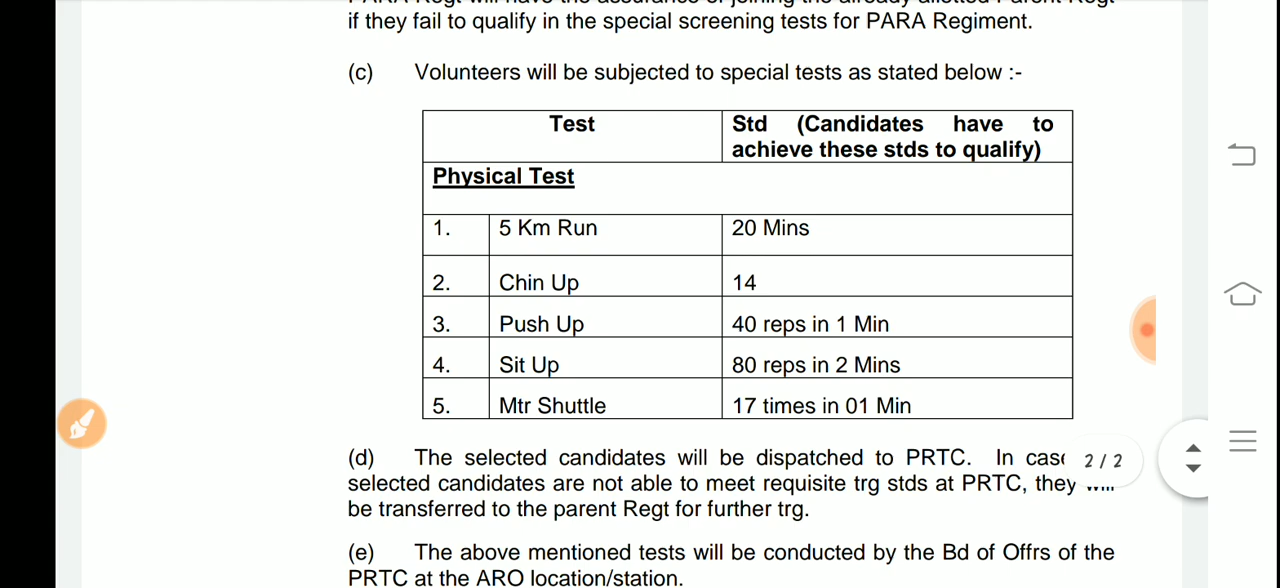 if they fail to qualify in the special screening tests for PARA Regiment.
(c) Volunteers will be subjected to special tests as stated below :-
Test Std (Candidates have to
achieve these stds to qualify)
Physical Test
1. 5 Km Run 20 Mins
2. Chin Up 14
3. Push Up 40 reps in 1 Min
4. Sit Up 80 reps in 2 Mins
5. Mtr Shuttle 17 times in 01 Min
(d) The selected candidates will be dispatched to PRTC. In case
2 / 2
selected candidates are not able to meet requisite trg stds at PRTC, they
be transferred to the parent Regt for further trg.
(e) The above mentioned tests will be conducted by the Bd of Offrs of the
PRTC at the ARO location/station.